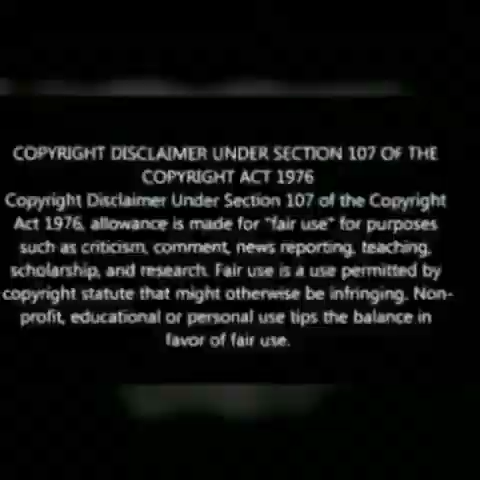 COPYRIGHT DISCLAIMER UNDER SECTION 107 OF THE
COPYRIGHT ACT 1976
Copyright Disclaimer Under Section 107 of the Copyright
Act 1976, allowance is made for "fair use" for purposes
such as criticism, comment, news reporting, teaching,
scholarship, and research. Fair use is a use permitted by
copyright statute that might otherwise be infringing. Non-
profit, educational or personal use tips the balance in
favor of fair use.